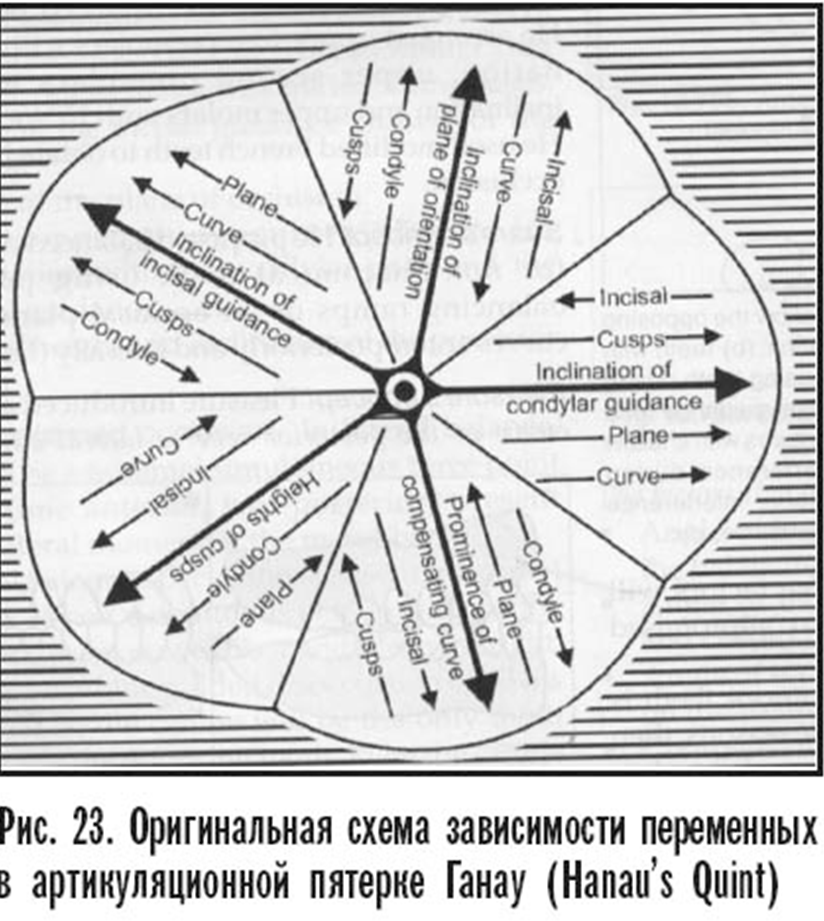 Cusps
Condyle
Inclination of
plane of orientation
Curve
Incisal
Incisal
Cusps
Inclination of
condylar guidance
Plane
Curve
Condyle
Plane
Prominence of
compensating curve
Incisal
Cusps
Plane
Condyle
Heights of cusps
Incisal
Curve
Condyle
Cusps
Inclination of
incisal guidance
Curve
Plane
Рис. 23. Оригинальная схема зависимости переменных
в артикуляционной пятерке Ганау (Hanau's Quint)